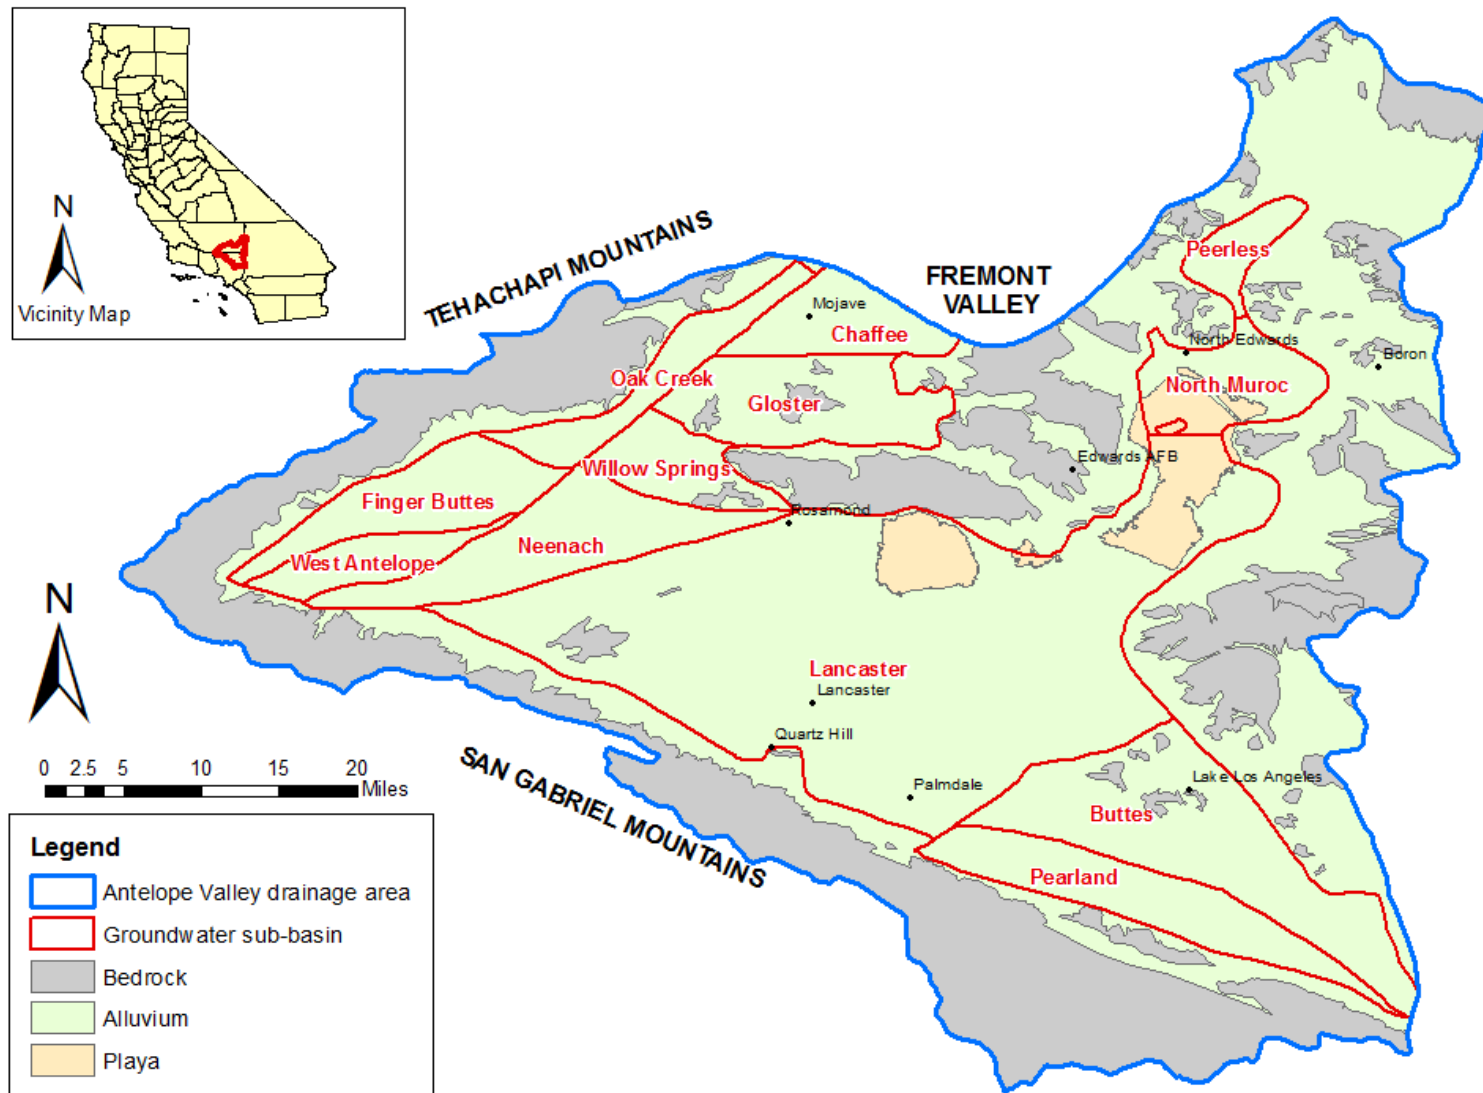 N
Vicinity Map
TEHACHAPI MOUNTAINS
FREMONT
VALLEY
Peerless
Mojave
Chaffee
North Edwards
Boron
Oak Creek
Gloster
North Muroc
Willow Springs
Edwards AFB
Finger Buttes
Rosamond
Neenach
West Antelope
N
Lancaster
Lancaster
Quartz Hill
SAN GABRIEL MOUNTAINS
Palmdale
Lake Los Angeles
Buttes
Pearland
0 2.5 5 10 15 20
Miles
Legend
Antelope Valley drainage area
Groundwater sub-basin
Bedrock
Alluvium
Playa